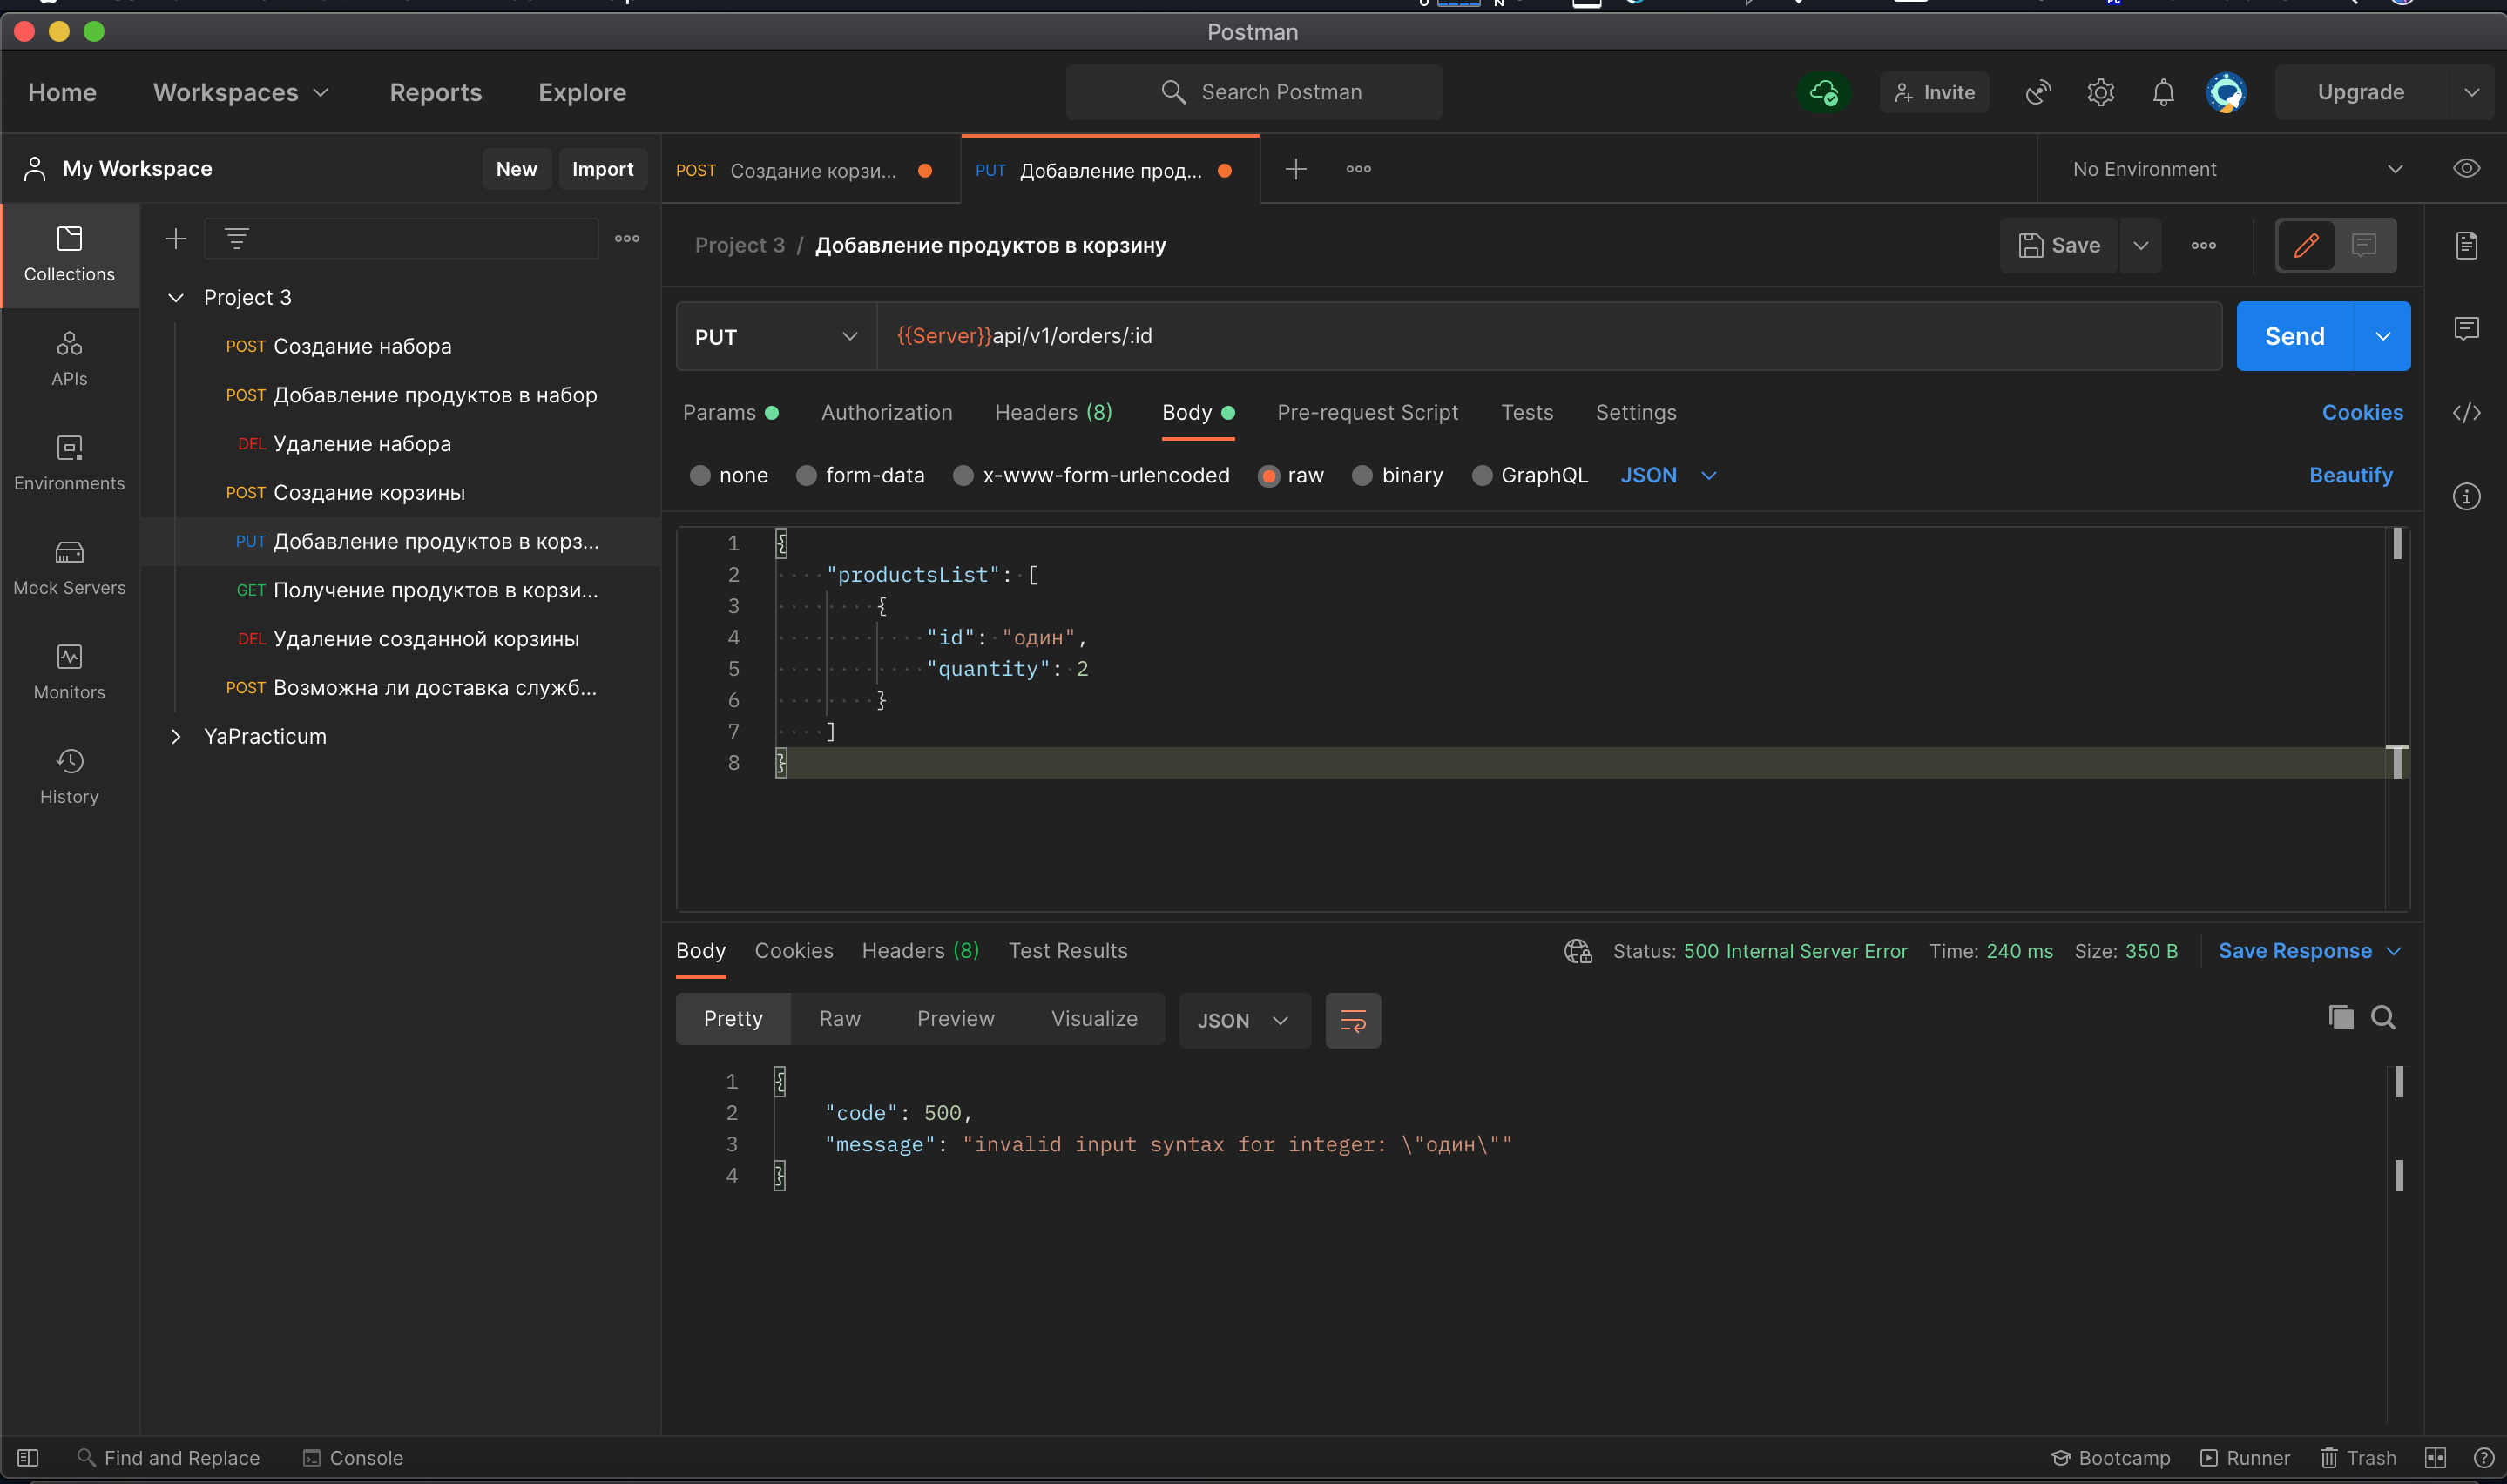 Postman
Home Workspaces Reports Explore Search Postman Invite Upgrade
My Workspace New Import POST Создание корзи... PUT Добавление прод... No Environment
Collections
APIs
Environments
Mock Servers
Monitors
History
Project 3
POST Создание набора
POST Добавление продуктов в набор
DEL Удаление набора
POST Создание корзины
PUT Добавление продуктов в корз...
GET Получение продуктов в корзи...
DEL Удаление созданной корзины
POST Возможна ли доставка служб...
YaPracticum
Project 3 / Добавление продуктов в корзину Save
PUT {{Server}}api/v1/orders/:id Send
Params Authorization Headers (8) Body Pre-request Script Tests Settings Cookies
none form-data x-www-form-urlencoded raw binary GraphQL JSON Beautify
1 {
2 "productsList": [
3 {
4 "id": "один",
5 "quantity": 2
6 }
7 ]
8 }
Body Cookies Headers (8) Test Results Status: 500 Internal Server Error Time: 240 ms Size: 350 B Save Response
Pretty Raw Preview Visualize JSON
1 {
2 "code": 500,
3 "message": "invalid input syntax for integer: \"один\""
4 }
Find and Replace Console Bootcamp Runner Trash